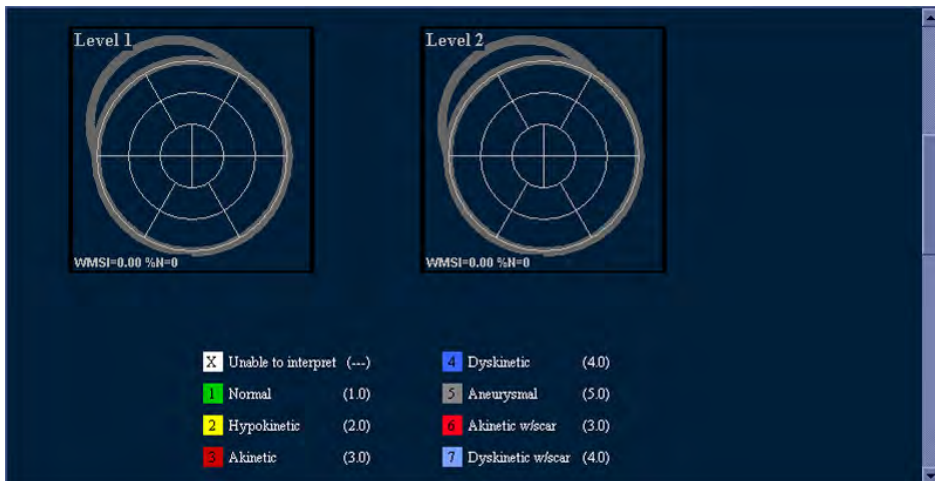 Level 1
Level 2
WMSI=0.00 %N=0
WMSI=0.00 %N=0
X Unable to interpret (---)
4 Dyskinetic (4.0)
1 Normal (1.0)
5 Aneurysmal (5.0)
2 Hypokinetic (2.0)
6 Akinetic w/scar (3.0)
3 Akinetic (3.0)
7 Dyskinetic w/scar (4.0)